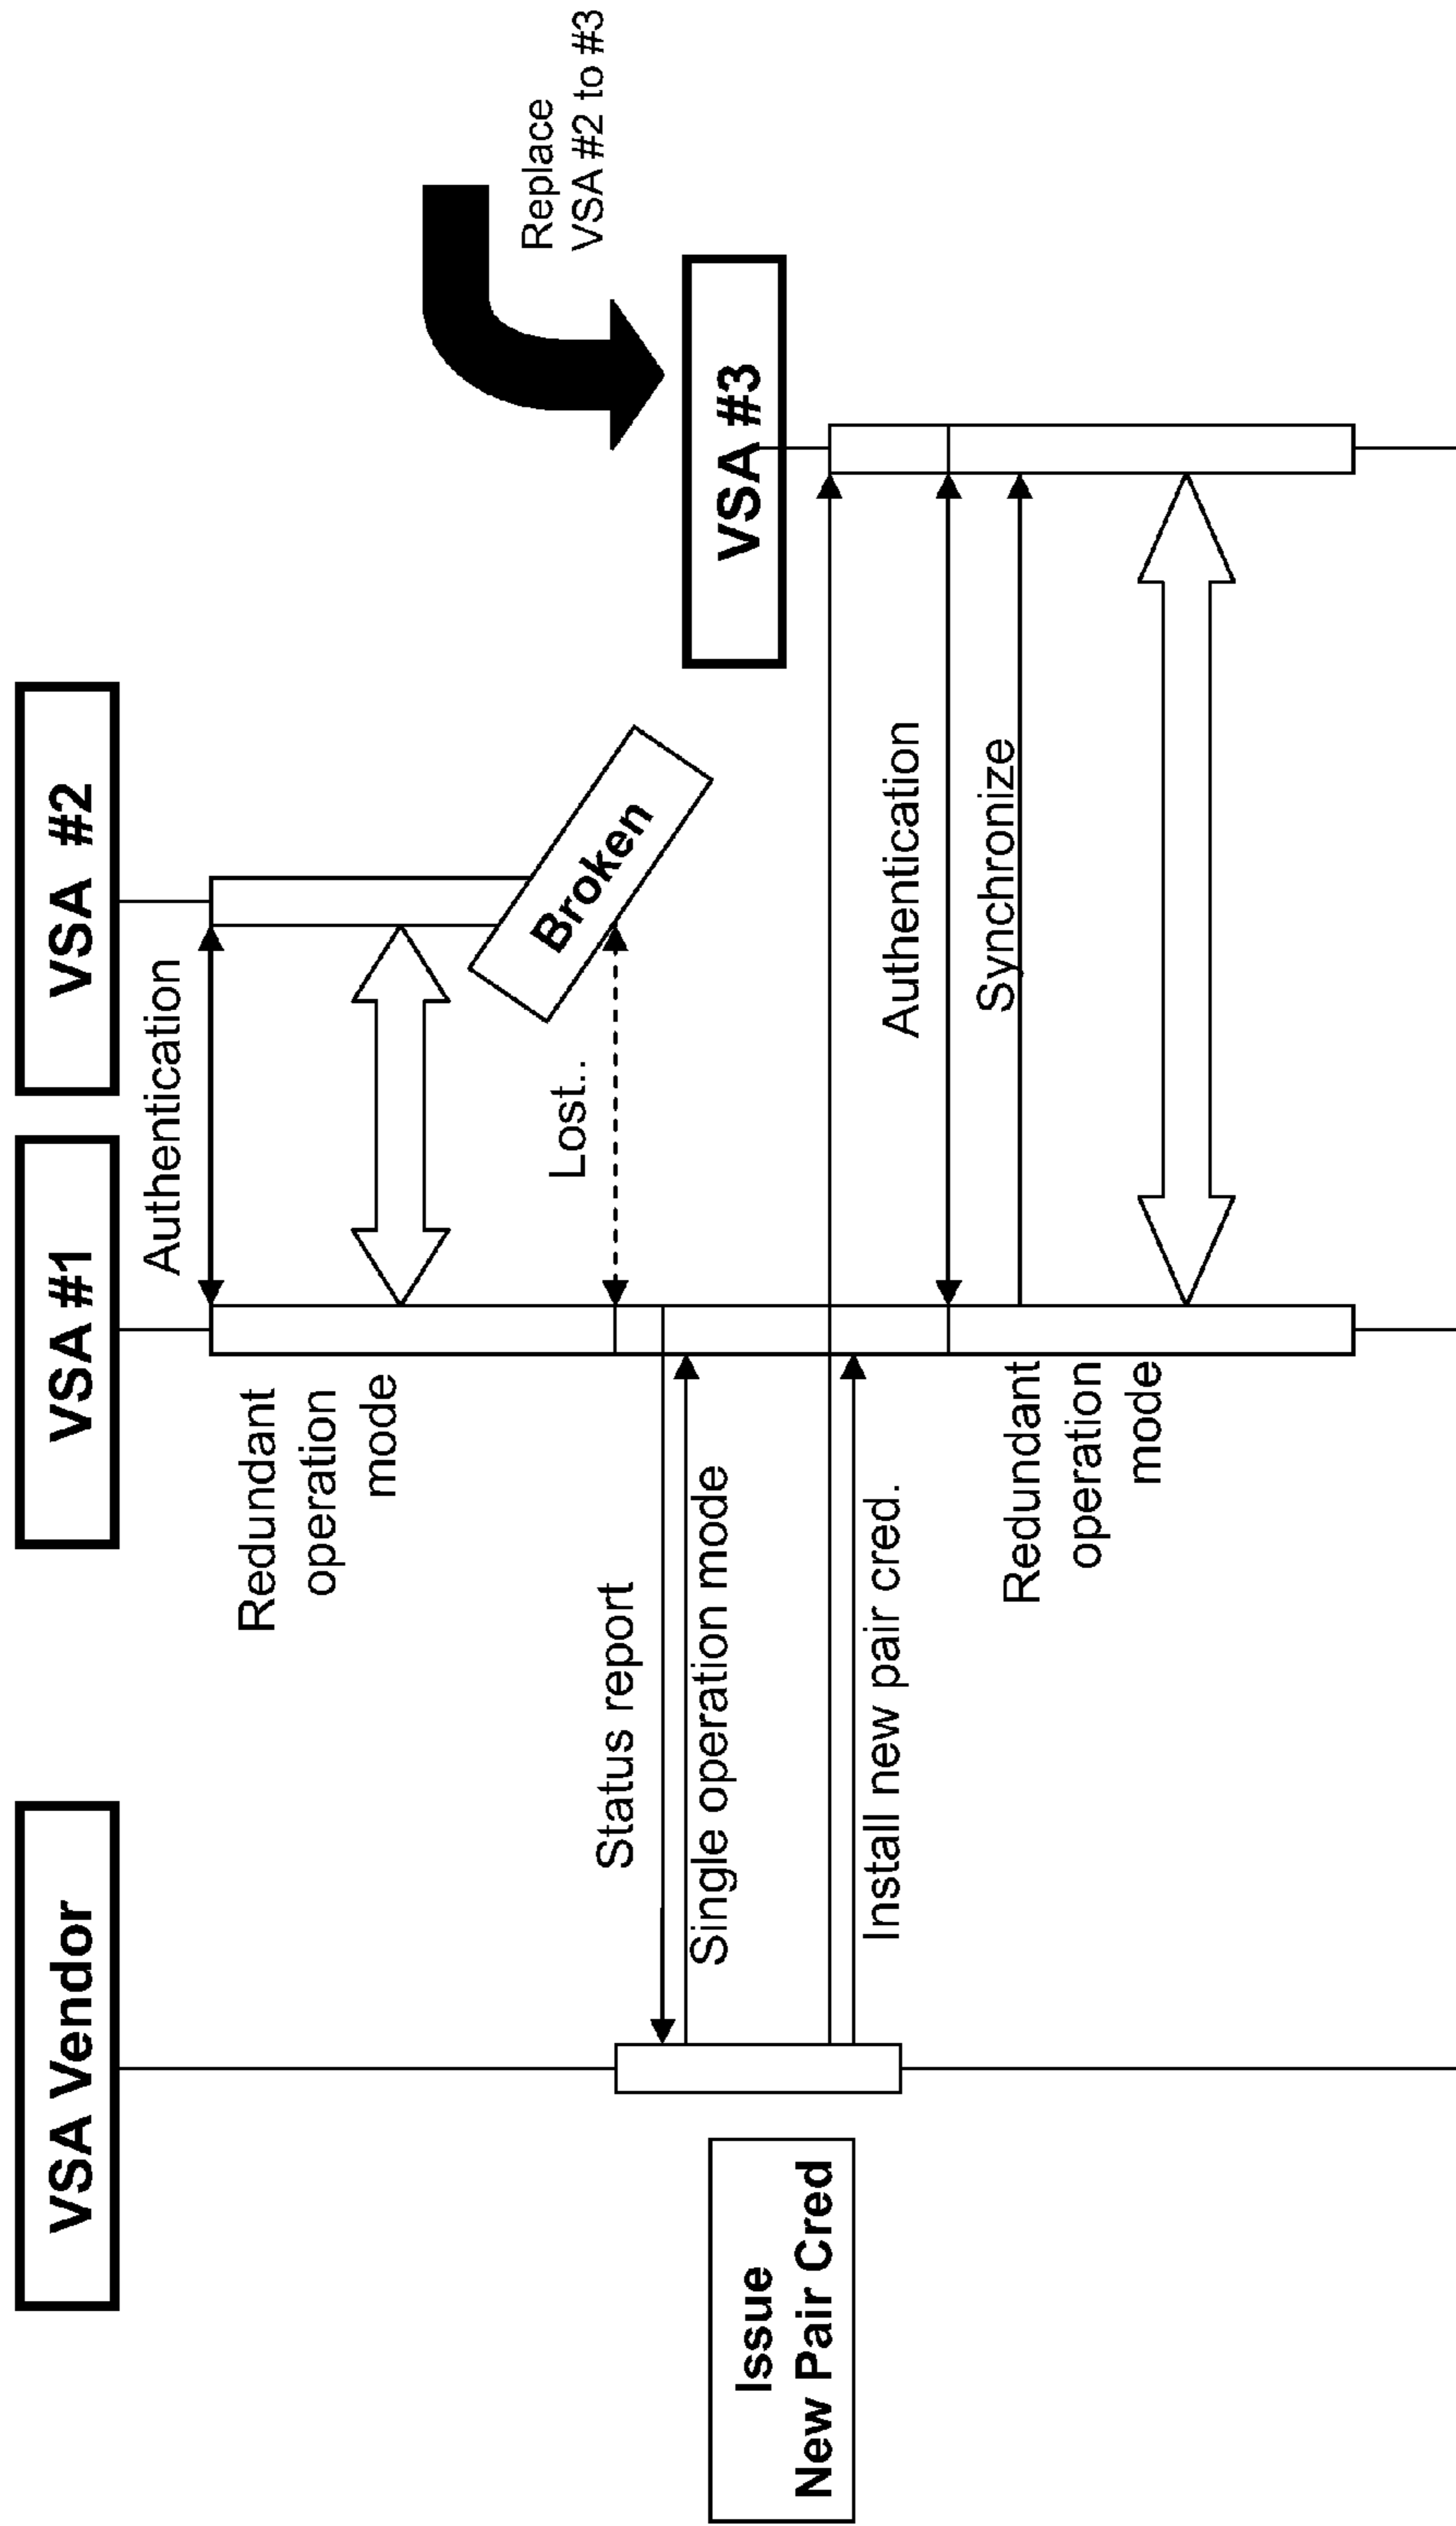 VSA Vendor
VSA #1
VSA #2
Authentication
Redundant
operation
mode
Replace
VSA #2 to #3
Broken
Lost..
Status report
Single operation mode
VSA #3
Issue
New Pair Cred
Install new pair cred.
Authentication
Synchronize
Redundant
operation
mode